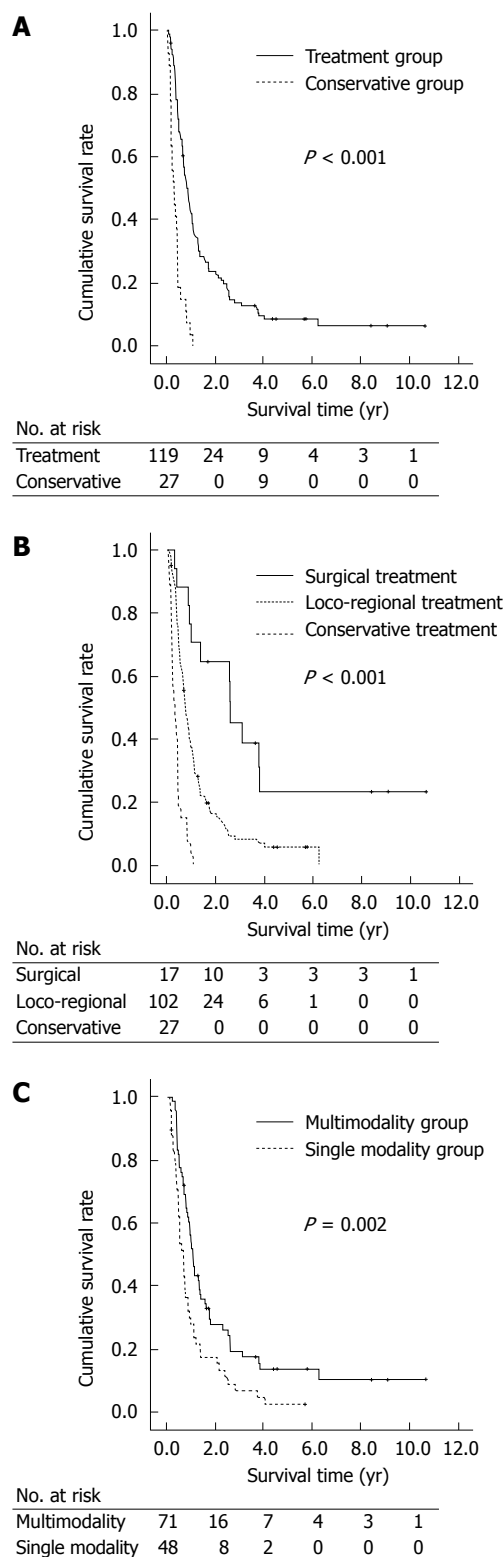 A
1.0
0.8
0.6
0.4
0.2
0.0
Cumulative survival rate
Treatment group
Conservative group
P < 0.001
0.0 2.0 4.0 6.0 8.0 10.0 12.0
Survival time (yr)
No. at risk
Treatment 119 24 9 4 3 1
Conservative 27 0 9 0 0 0
B
1.0
0.8
0.6
0.4
0.2
0.0
Cumulative survival rate
Surgical treatment
Loco-regional treatment
Conservative treatment
P < 0.001
0.0 2.0 4.0 6.0 8.0 10.0 12.0
Survival time (yr)
No. at risk
Surgical 17 10 3 3 3 1
Loco-regional 102 24 6 1 0 0
Conservative 27 0 0 0 0 0
C
1.0
0.8
0.6
0.4
0.2
0.0
Cumulative survival rate
Multimodality group
Single modality group
P = 0.002
0.0 2.0 4.0 6.0 8.0 10.0 12.0
Survival time (yr)
No. at risk
Multimodality 71 16 7 4 3 1
Single modality 48 8 2 0 0 0